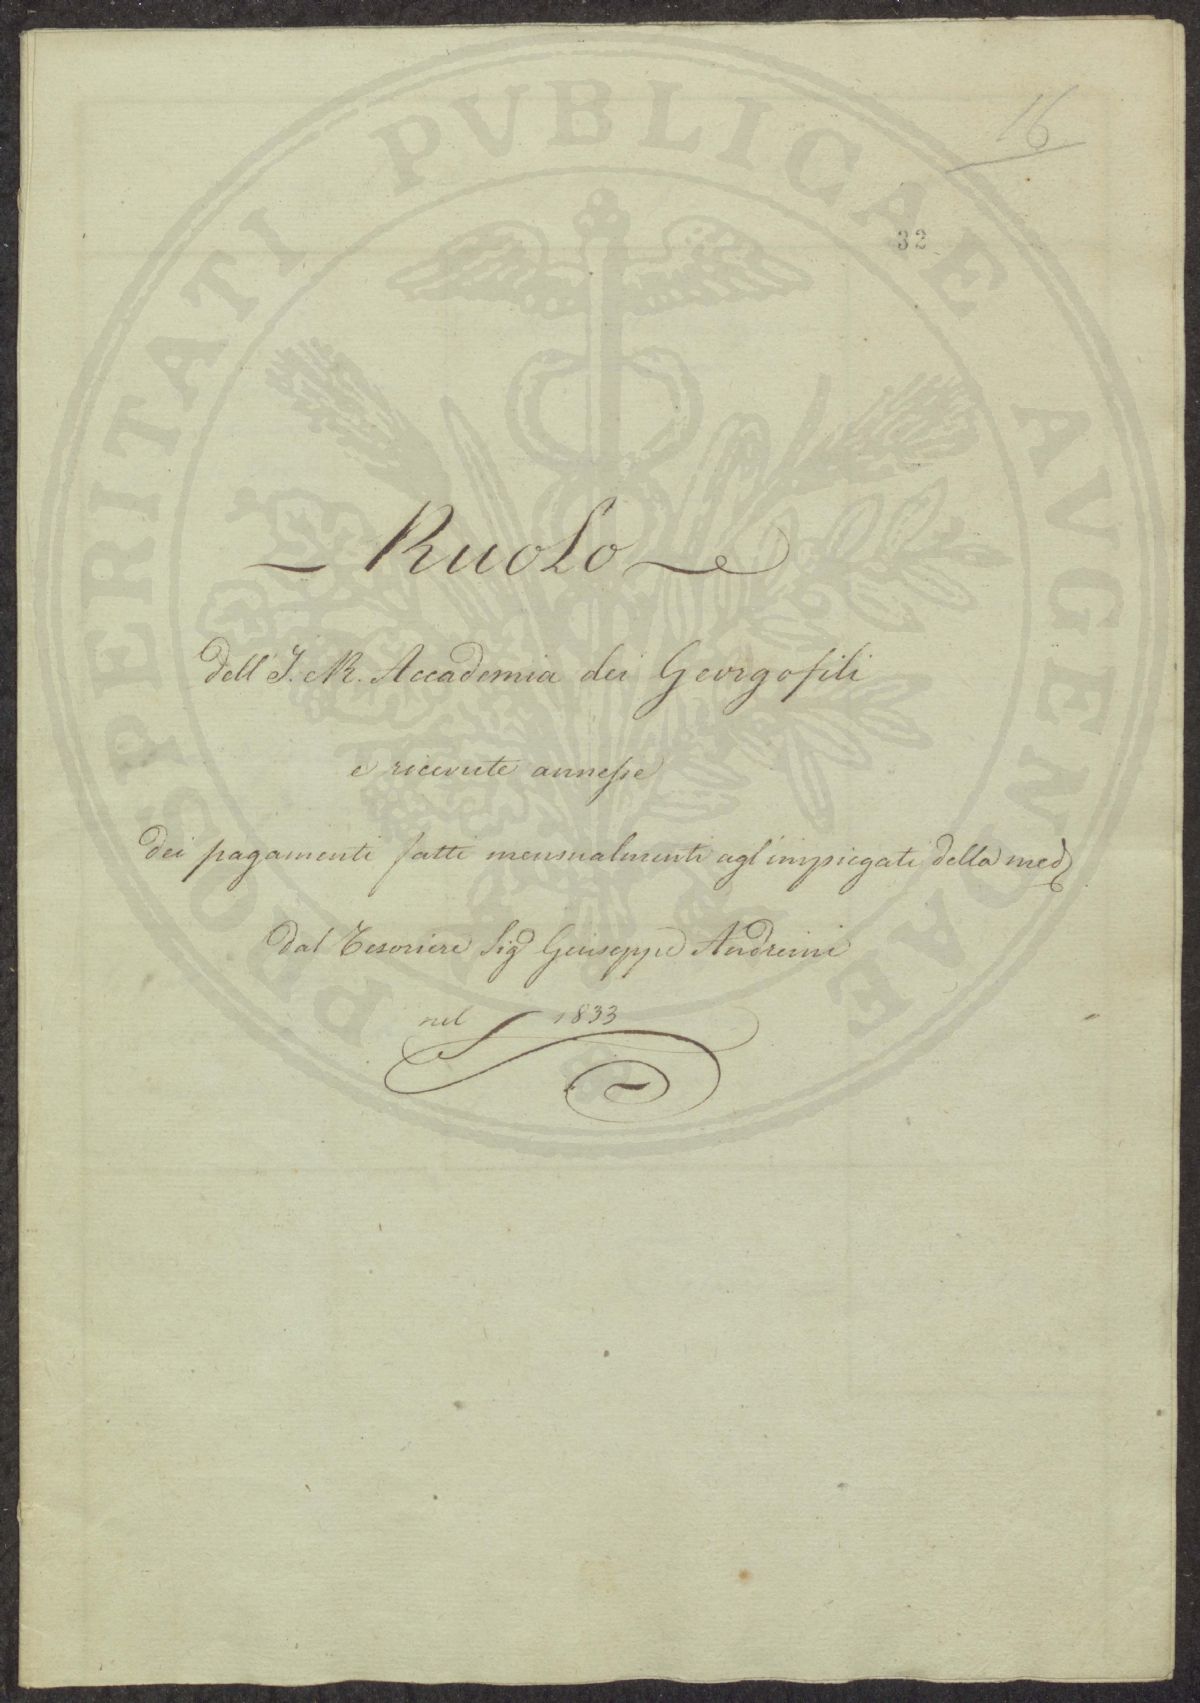 16
32
Ruolo
dell' I. R. Accademia dei Georgofili
e ricevute annesse
dei pagamenti fatti mensualmente agl'impiegati della med
dal Tesoriere Sig Giuseppe Andreini
nel 1833
PROSPERITATI PVBLICAE AVGENDAE